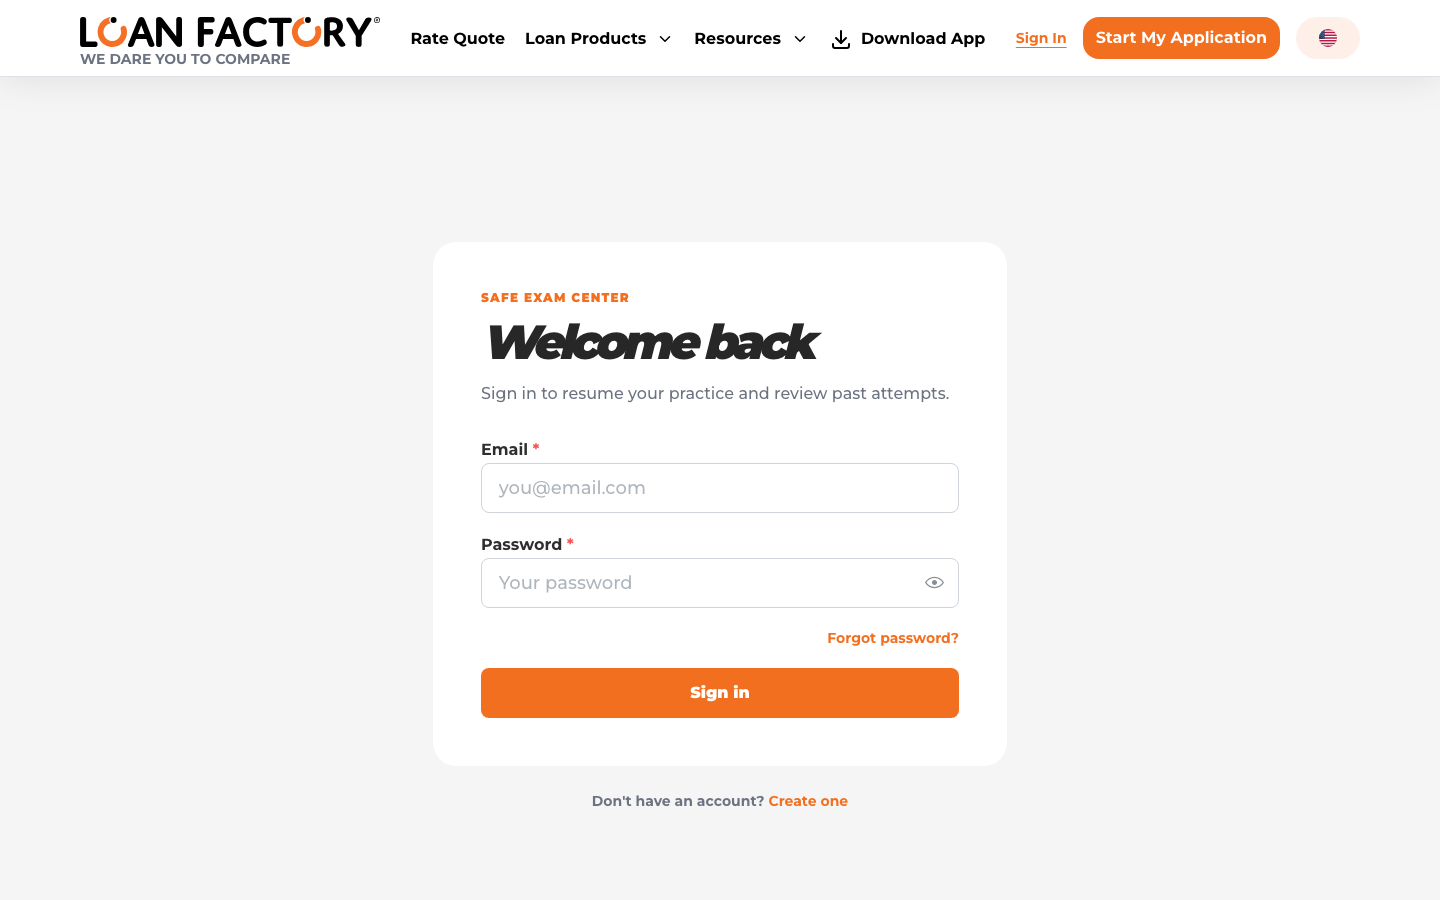 LOAN FACTORY®
WE DARE YOU TO COMPARE
Rate Quote
Loan Products
Resources
Download App
Sign In
Start My Application
SAFE EXAM CENTER
Welcome back
Sign in to resume your practice and review past attempts.
Email *
you@email.com
Password *
Your password
Forgot password?
Sign in
Don't have an account? Create one